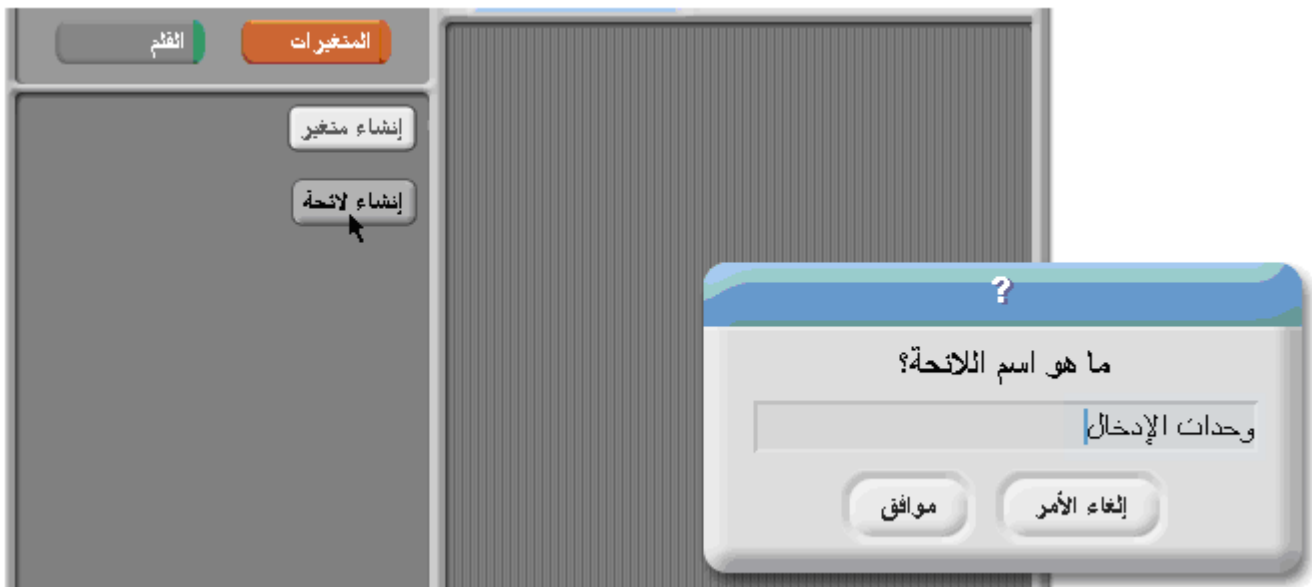 المتغيرات القلم
إنشاء متغير
إنشاء لائحة
?
ما هو اسم اللائحة؟
وحدات الإدخال
إلغاء الأمر موافق